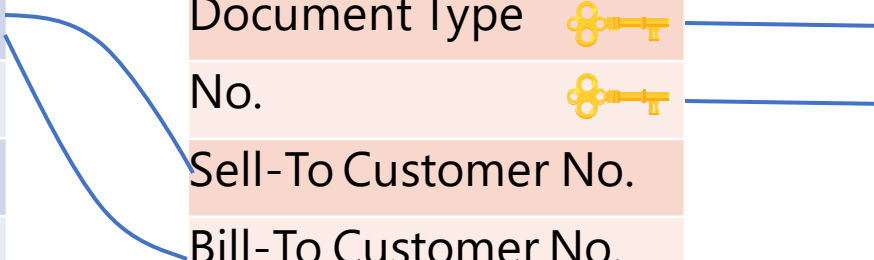 Document Type
No.
Sell-To Customer No.
Bill-To Customer No.